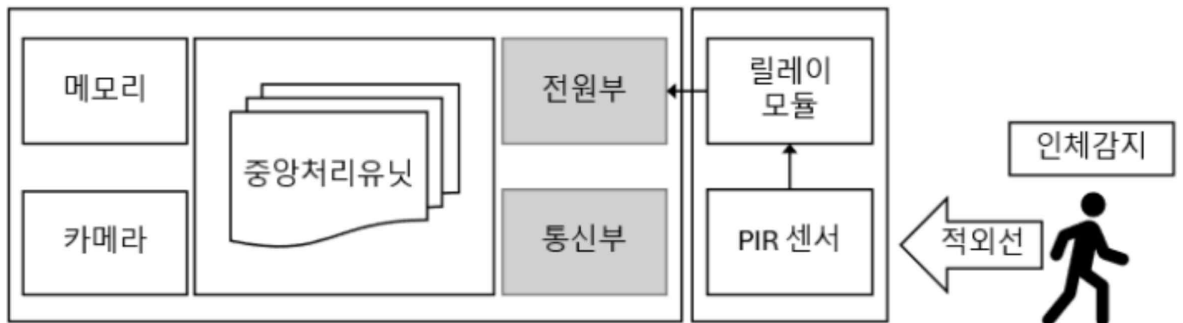 메모리
카메라
중앙처리유닛
전원부
통신부
릴레이
모듈
PIR 센서
인체감지
적외선